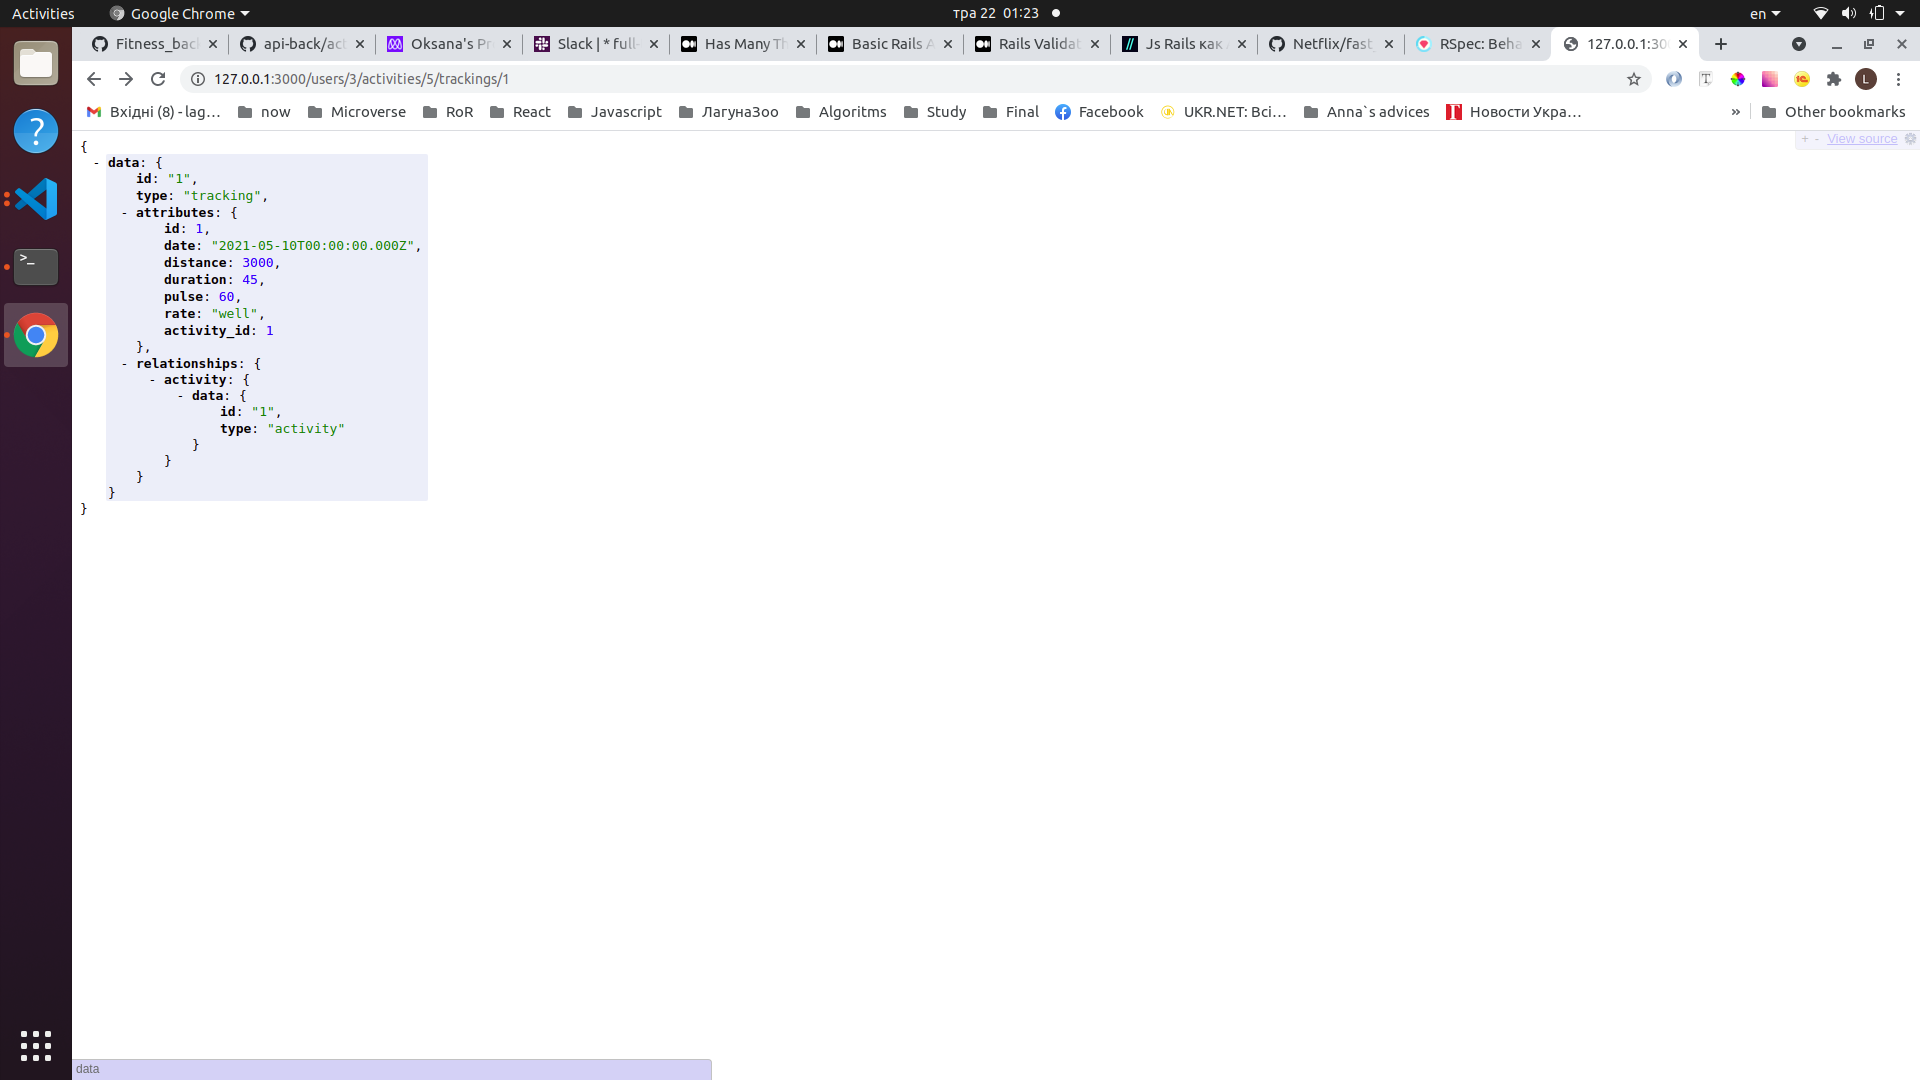 Activities Google Chrome тра 22 01:23 en
Fitness_bac api-back/act Oksana's Pr Slack | * full- Has Many Th Basic Rails A Rails Validat Js Rails как Netflix/fast_ RSpec: Beha 127.0.0.1:30
127.0.0.1:3000/users/3/activities/5/trackings/1
Вхідні (8) - lag… now Microverse RoR React Javascript ЛагунаЗоо Algoritms Study Final Facebook UKR.NET: Всі… Anna`s advices Новости Укра… » Other bookmarks
+ - View source
{
- data: {
id: "1",
type: "tracking",
- attributes: {
id: 1,
date: "2021-05-10T00:00:00.000Z",
distance: 3000,
duration: 45,
pulse: 60,
rate: "well",
activity_id: 1
},
- relationships: {
- activity: {
- data: {
id: "1",
type: "activity"
}
}
}
}
}
data